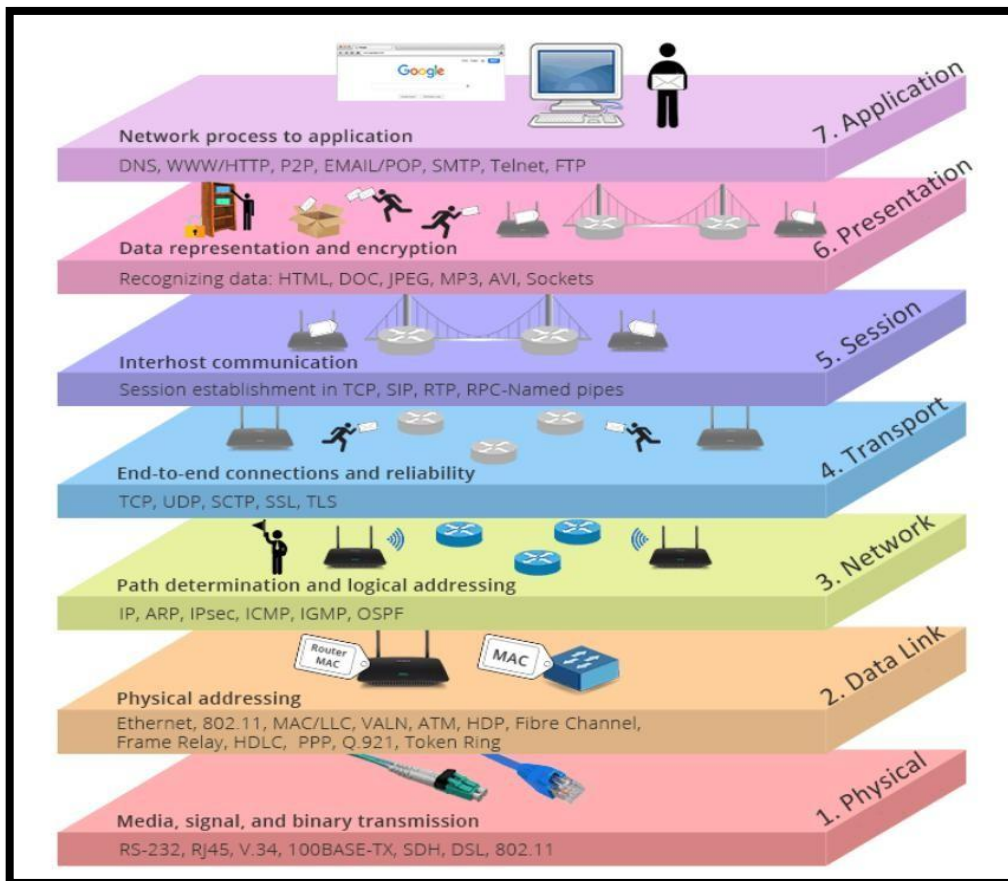 Google
7. Application
Network process to application
DNS, WWW/HTTP, P2P, EMAIL/POP, SMTP, Telnet, FTP
6. Presentation
Data representation and encryption
Recognizing data: HTML, DOC, JPEG, MP3, AVI, Sockets
5. Session
Interhost communication
Session establishment in TCP, SIP, RTP, RPC-Named pipes
4. Transport
End-to-end connections and reliability
TCP, UDP, SCTP, SSL, TLS
3. Network
Path determination and logical addressing
IP, ARP, IPsec, ICMP, IGMP, OSPF
Router
MAC
MAC
2. Data Link
Physical addressing
Ethernet, 802.11, MAC/LLC, VALN, ATM, HDP, Fibre Channel,
Frame Relay, HDLC, PPP, Q.921, Token Ring
1. Physical
Media, signal, and binary transmission
RS-232, RJ45, V.34, 100BASE-TX, SDH, DSL, 802.11